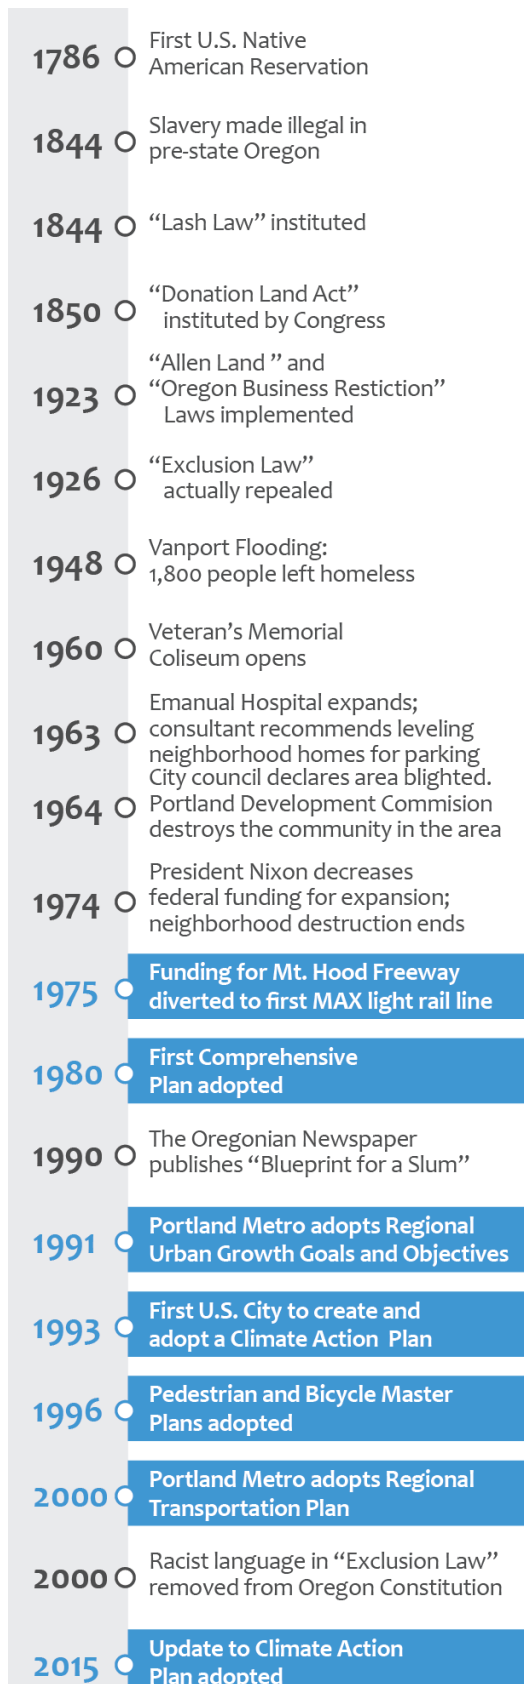 1786
First U.S. Native
American Reservation
1844
Slavery made illegal in
pre-state Oregon
1844
“Lash Law” instituted
1850
“Donation Land Act”
instituted by Congress
1923
“Allen Land ” and
“Oregon Business Restiction”
Laws implemented
1926
“Exclusion Law”
actually repealed
1948
Vanport Flooding:
1,800 people left homeless
1960
Veteran’s Memorial
Coliseum opens
1963
Emanual Hospital expands;
consultant recommends leveling
neighborhood homes for parking
1964
City council declares area blighted.
Portland Development Commision
destroys the community in the area
1974
President Nixon decreases
federal funding for expansion;
neighborhood destruction ends
1975
Funding for Mt. Hood Freeway
diverted to first MAX light rail line
1980
First Comprehensive
Plan adopted
1990
The Oregonian Newspaper
publishes “Blueprint for a Slum”
1991
Portland Metro adopts Regional
Urban Growth Goals and Objectives
1993
First U.S. City to create and
adopt a Climate Action Plan
1996
Pedestrian and Bicycle Master
Plans adopted
2000
Portland Metro adopts Regional
Transportation Plan
2000
Racist language in “Exclusion Law”
removed from Oregon Constitution
2015
Update to Climate Action
Plan adopted